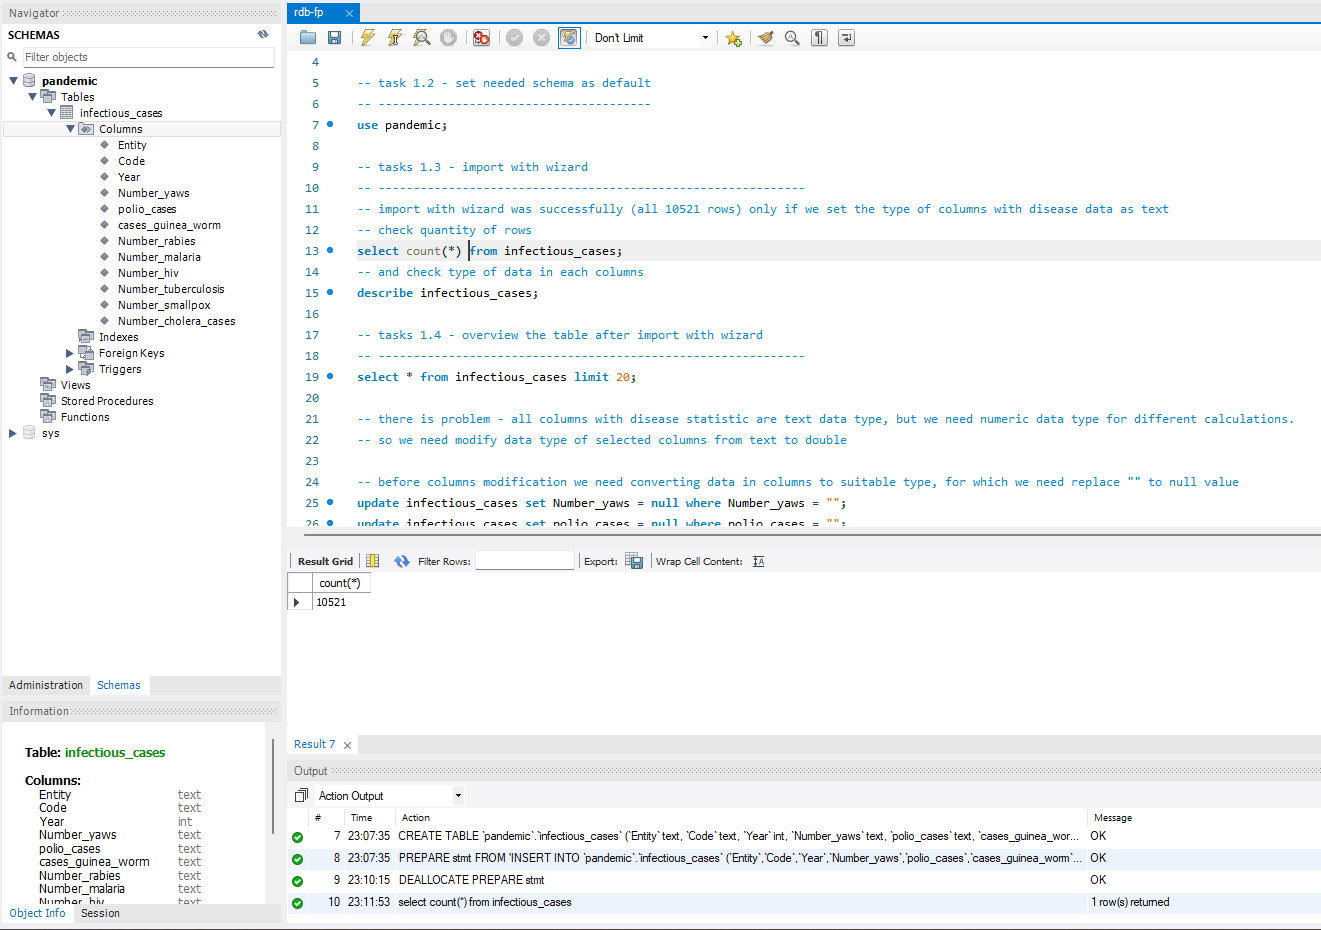 Navigator
SCHEMAS
Filter objects
pandemic
Tables
infectious_cases
Columns
Entity
Code
Year
Number_yaws
polio_cases
cases_guinea_worm
Number_rabies
Number_malaria
Number_hiv
Number_tuberculosis
Number_smallpox
Number_cholera_cases
Indexes
Foreign Keys
Triggers
Views
Stored Procedures
Functions
sys
Administration Schemas
Information
Table: infectious_cases
Columns:
Entity text
Code text
Year int
Number_yaws text
polio_cases text
cases_guinea_worm text
Number_rabies text
Number_malaria text
Number_hiv text
Object Info Session
rdb-fp
Don't Limit
4
5 -- task 1.2 - set needed schema as default
6 -- ---------------------------------------
7 use pandemic;
8
9 -- tasks 1.3 - import with wizard
10 -- -------------------------------------------------------------
11 -- import with wizard was successfully (all 10521 rows) only if we set the type of columns with disease data as text
12 -- check quantity of rows
13 select count(*) from infectious_cases;
14 -- and check type of data in each columns
15 describe infectious_cases;
16
17 -- tasks 1.4 - overview the table after import with wizard
18 -- -------------------------------------------------------------
19 select * from infectious_cases limit 20;
20
21 -- there is problem - all columns with disease statistic are text data type, but we need numeric data type for different calculations.
22 -- so we need modify data type of selected columns from text to double
23
24 -- before columns modification we need converting data in columns to suitable type, for which we need replace "" to null value
25 update infectious_cases set Number_yaws = null where Number_yaws = "";
26 update infectious_cases set polio_cases = null where polio_cases = "";
Result Grid Filter Rows: Export: Wrap Cell Content:
count(*)
10521
Result 7
Output
Action Output
# Time Action Message
7 23:07:35 CREATE TABLE `pandemic`.`infectious_cases` (`Entity` text, `Code` text, `Year` int, `Number_yaws` text, `polio_cases` text, `cases_guinea_wor... OK
8 23:07:35 PREPARE stmt FROM 'INSERT INTO `pandemic`.`infectious_cases` (`Entity`,`Code`,`Year`,`Number_yaws`,`polio_cases`,`cases_guinea_worm`... OK
9 23:10:15 DEALLOCATE PREPARE stmt OK
10 23:11:53 select count(*) from infectious_cases 1 row(s) returned